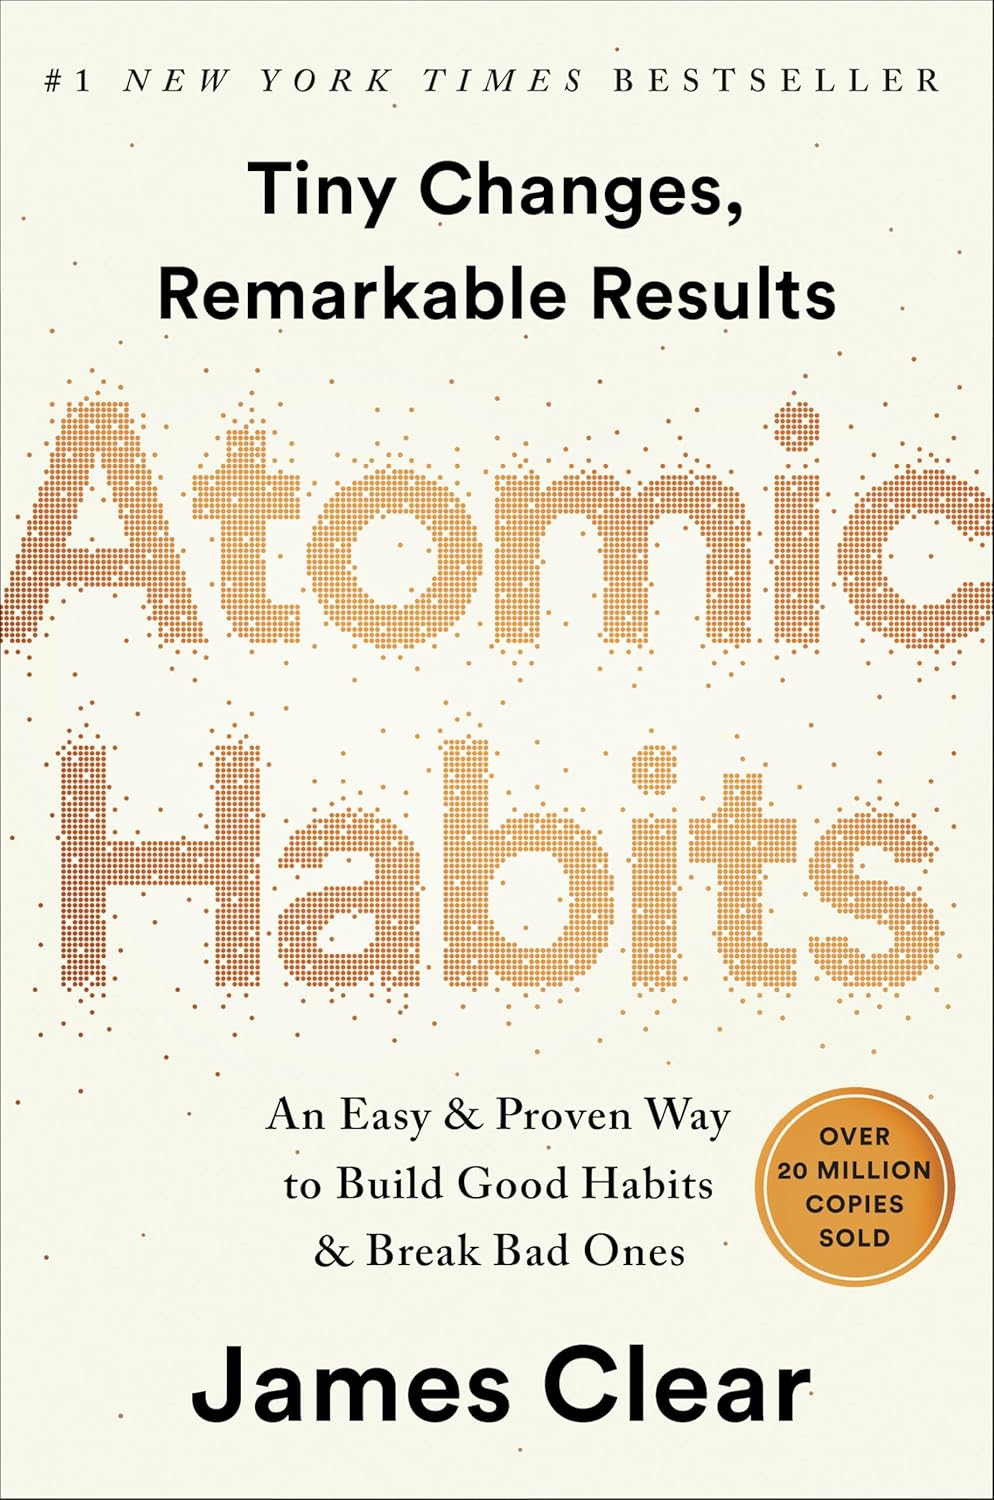 #1 NEW YORK TIMES BESTSELLER
Tiny Changes,
Remarkable Results
Atomic
Habits
An Easy & Proven Way
to Build Good Habits
& Break Bad Ones
OVER
20 MILLION
COPIES
SOLD
James Clear